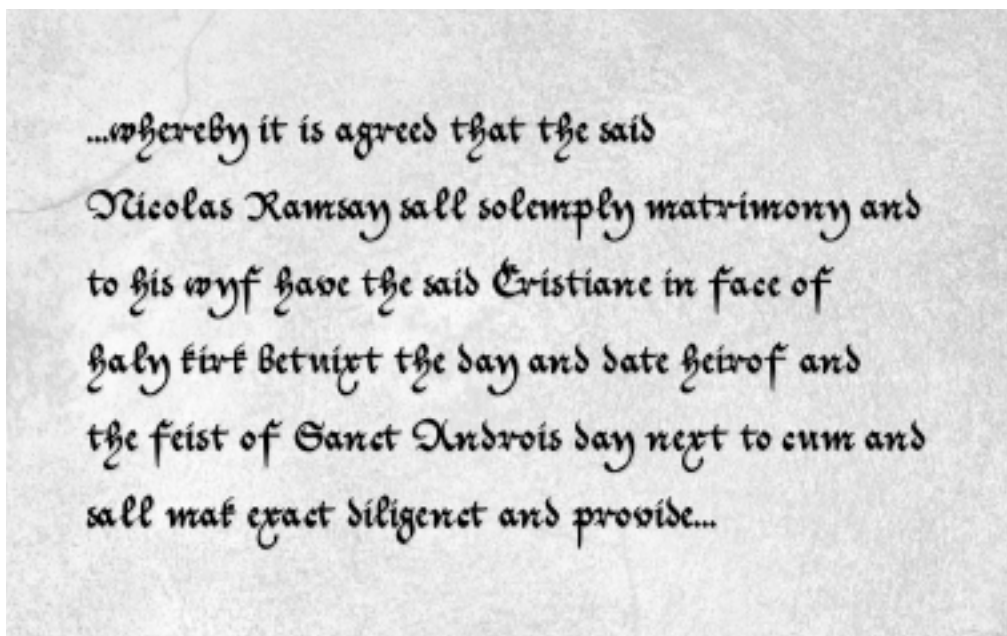 ...whereby it is agreed that the said
Nicolas Ramsay sall solemply matrimony and
to his wyf have the said Cristiane in face of
haly kirk betuixt the day and date heirof and
the feist of Sanct Androis day next to cum and
sall mak exact diligenct and provide...